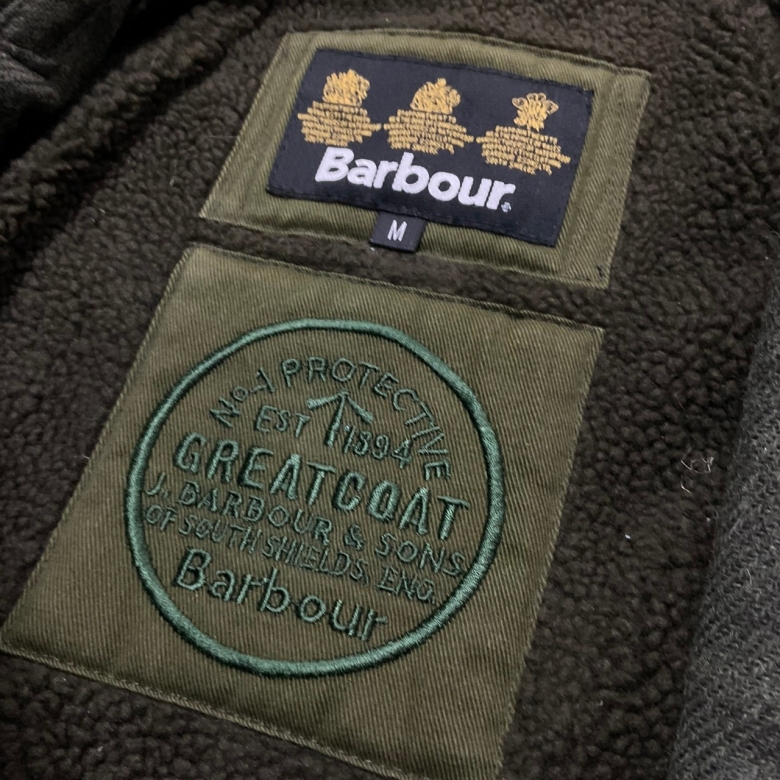 Barbour
M
No.1 PROTECTIVE
EST 1894
GREATCOAT
J. BARBOUR & SONS
OF SOUTH SHIELDS, ENG.
Barbour